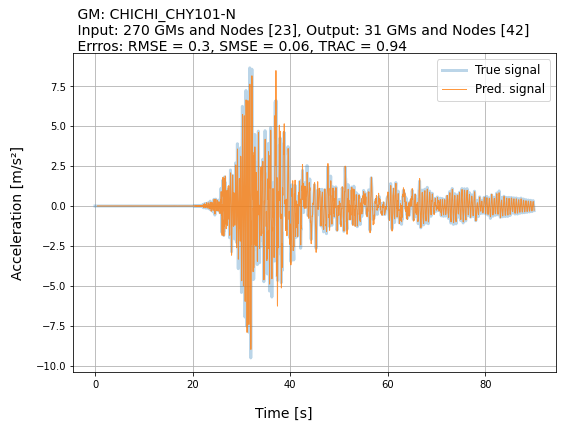 GM: CHICHI_CHY101-N
Input: 270 GMs and Nodes [23], Output: 31 GMs and Nodes [42]
Errros: RMSE = 0.3, SMSE = 0.06, TRAC = 0.94
True signal
Pred. signal
7.5
5.0
2.5
0.0
−2.5
−5.0
−7.5
−10.0
Acceleration [m/s²]
0 20 40 60 80
Time [s]